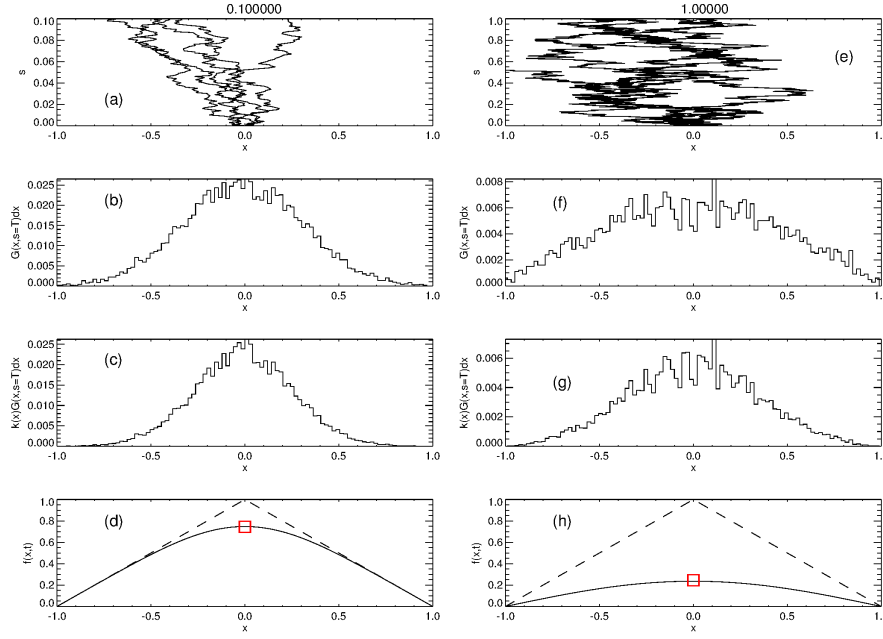 0.100000
0.10
0.08
0.06
0.04
0.02
0.00
s
(a)
-1.0 -0.5 0.0 0.5 1.0
x
0.025
0.020
0.015
0.010
0.005
0.000
G(x,s=T)dx
(b)
-1.0 -0.5 0.0 0.5 1.0
x
0.025
0.020
0.015
0.010
0.005
0.000
k(x)G(x,s=T)dx
(c)
-1.0 -0.5 0.0 0.5 1.0
x
1.0
0.8
0.6
0.4
0.2
0.0
f(x,t)
(d)
-1.0 -0.5 0.0 0.5 1.0
x
1.00000
1.0
0.8
0.6
0.4
0.2
0.0
s
(e)
-1.0 -0.5 0.0 0.5 1.
x
0.008
0.006
0.004
0.002
0.000
G(x,s=T)dx
(f)
-1.0 -0.5 0.0 0.5 1.
x
0.006
0.004
0.002
0.000
k(x)G(x,s=T)dx
(g)
-1.0 -0.5 0.0 0.5 1.
x
1.0
0.8
0.6
0.4
0.2
0.0
f(x,t)
(h)
-1.0 -0.5 0.0 0.5 1.
x